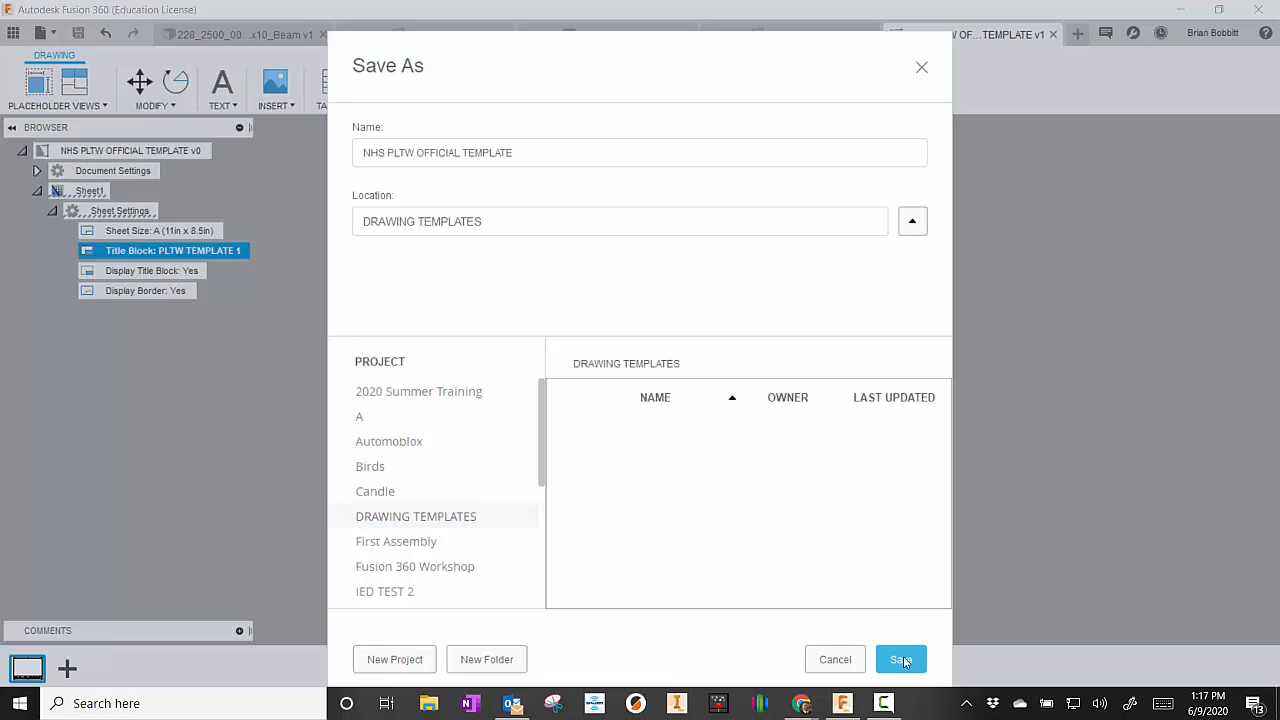 Autodesk Fusion 360 (Education License)
228_2500_00...x10_Beam v1
W OF...TEMPLATE v1
Brian Bobbitt
DRAWING
PLACEHOLDER VIEWS
MODIFY
TEXT
INSERT
TA
BROWSER
NHS PLTW OFFICIAL TEMPLATE v0
Document Settings
Sheet1
Sheet Settings
Sheet Size: A (11in x 8.5in)
Title Block: PLTW TEMPLATE 1
Display Title Block: Yes
Display Border: Yes
COMMENTS
Save As
Name:
NHS PLTW OFFICIAL TEMPLATE
Location:
DRAWING TEMPLATES
PROJECT
2020 Summer Training
A
Automoblox
Birds
Candle
DRAWING TEMPLATES
First Assembly
Fusion 360 Workshop
IED TEST 2
DRAWING TEMPLATES
NAME OWNER LAST UPDATED
New Project New Folder Cancel Save
Search here
1:17 PM
6/9/2020